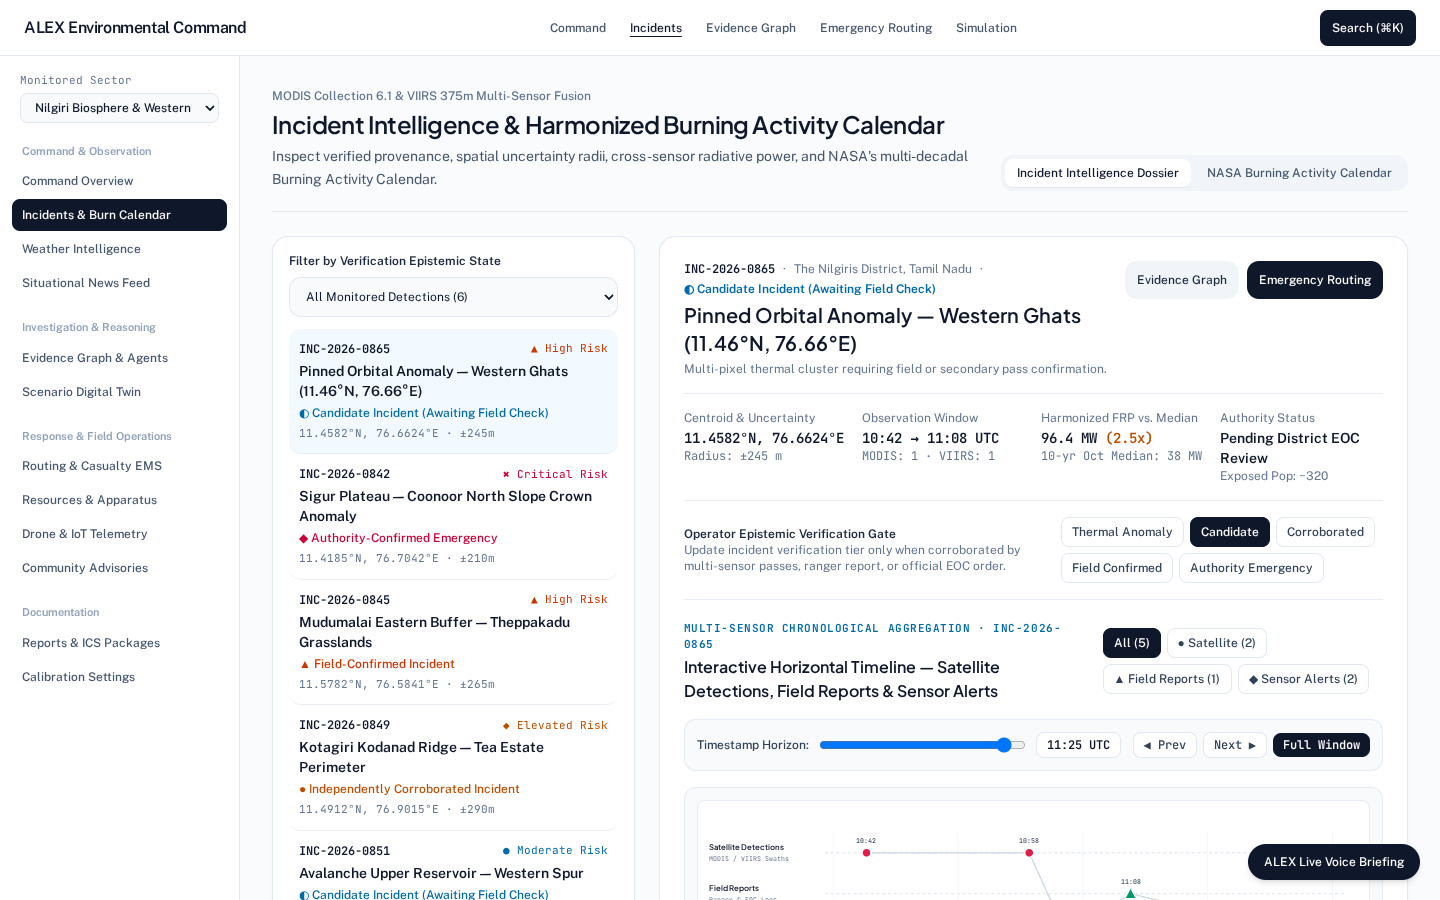 ALEX Environmental Command
Command
Incidents
Evidence Graph
Emergency Routing
Simulation
Search (⌘K)
Monitored Sector
Nilgiri Biosphere & Western
Command & Observation
Command Overview
Incidents & Burn Calendar
Weather Intelligence
Situational News Feed
Investigation & Reasoning
Evidence Graph & Agents
Scenario Digital Twin
Response & Field Operations
Routing & Casualty EMS
Resources & Apparatus
Drone & IoT Telemetry
Community Advisories
Documentation
Reports & ICS Packages
Calibration Settings
MODIS Collection 6.1 & VIIRS 375m Multi-Sensor Fusion
Incident Intelligence & Harmonized Burning Activity Calendar
Inspect verified provenance, spatial uncertainty radii, cross-sensor radiative power, and NASA's multi-decadal
Burning Activity Calendar.
Incident Intelligence Dossier
NASA Burning Activity Calendar
Filter by Verification Epistemic State
All Monitored Detections (6)
INC-2026-0865
▲ High Risk
Pinned Orbital Anomaly — Western Ghats
(11.46°N, 76.66°E)
◐ Candidate Incident (Awaiting Field Check)
11.4582°N, 76.6624°E · ±245m
INC-2026-0842
✖ Critical Risk
Sigur Plateau — Coonoor North Slope Crown
Anomaly
◆ Authority-Confirmed Emergency
11.4185°N, 76.7042°E · ±210m
INC-2026-0845
▲ High Risk
Mudumalai Eastern Buffer — Theppakadu
Grasslands
▲ Field-Confirmed Incident
11.5782°N, 76.5841°E · ±265m
INC-2026-0849
◆ Elevated Risk
Kotagiri Kodanad Ridge — Tea Estate
Perimeter
● Independently Corroborated Incident
11.4912°N, 76.9015°E · ±290m
INC-2026-0851
● Moderate Risk
Avalanche Upper Reservoir — Western Spur
◐ Candidate Incident (Awaiting Field Check)
INC-2026-0865 · The Nilgiris District, Tamil Nadu ·
◐ Candidate Incident (Awaiting Field Check)
Evidence Graph
Emergency Routing
Pinned Orbital Anomaly — Western Ghats
(11.46°N, 76.66°E)
Multi-pixel thermal cluster requiring field or secondary pass confirmation.
Centroid & Uncertainty
11.4582°N, 76.6624°E
Radius: ±245 m
Observation Window
10:42 → 11:08 UTC
MODIS: 1 · VIIRS: 1
Harmonized FRP vs. Median
96.4 MW (2.5x)
10-yr Oct Median: 38 MW
Authority Status
Pending District EOC
Review
Exposed Pop: ~320
Operator Epistemic Verification Gate
Update incident verification tier only when corroborated by
multi-sensor passes, ranger report, or official EOC order.
Thermal Anomaly
Candidate
Corroborated
Field Confirmed
Authority Emergency
MULTI-SENSOR CHRONOLOGICAL AGGREGATION · INC-2026-
0865
Interactive Horizontal Timeline — Satellite
Detections, Field Reports & Sensor Alerts
All (5)
● Satellite (2)
▲ Field Reports (1)
◆ Sensor Alerts (2)
Timestamp Horizon:
11:25 UTC
◀ Prev
Next ▶
Full Window
Satellite Detections
MODIS / VIIRS Swaths
10:42
10:58
Field Reports
11:08
ALEX Live Voice Briefing